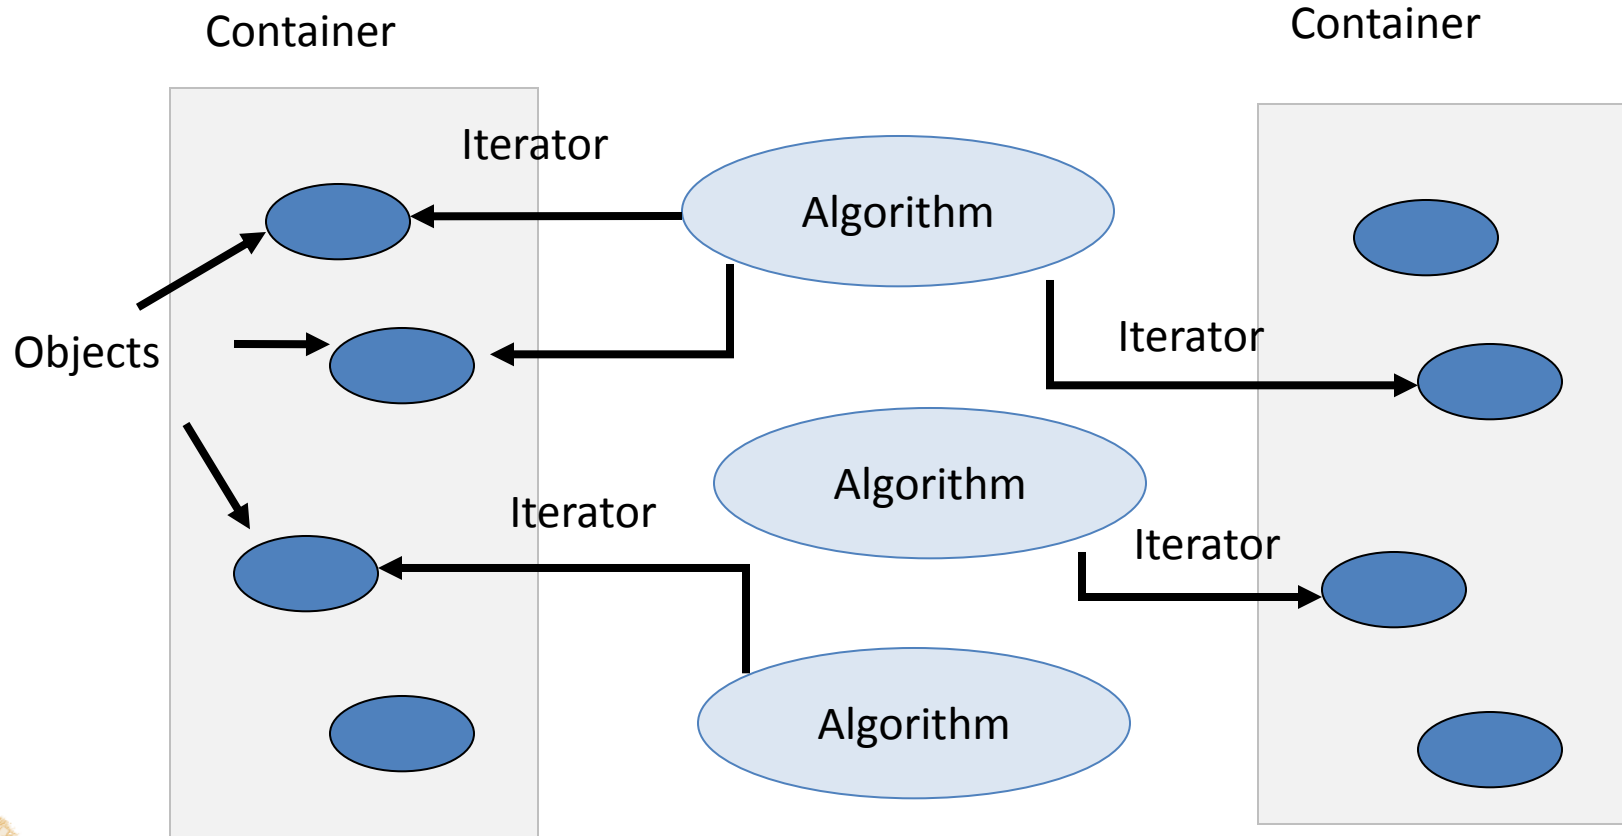 Container
Container
Iterator
Algorithm
Iterator
Objects
Algorithm
Iterator
Iterator
Algorithm